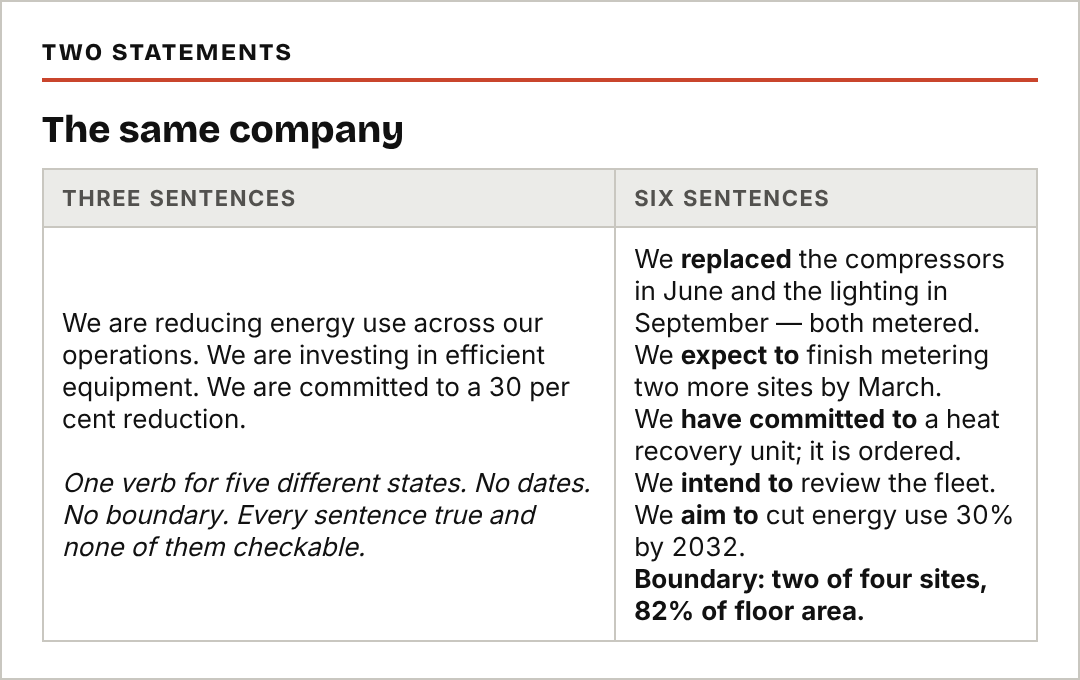 TWO STATEMENTS
The same company
THREE SENTENCES
We are reducing energy use across our
operations. We are investing in efficient
equipment. We are committed to a 30 per
cent reduction.
One verb for five different states. No dates.
No boundary. Every sentence true and
none of them checkable.
SIX SENTENCES
We replaced the compressors
in June and the lighting in
September — both metered.
We expect to finish metering
two more sites by March.
We have committed to a heat
recovery unit; it is ordered.
We intend to review the fleet.
We aim to cut energy use 30%
by 2032.
Boundary: two of four sites,
82% of floor area.